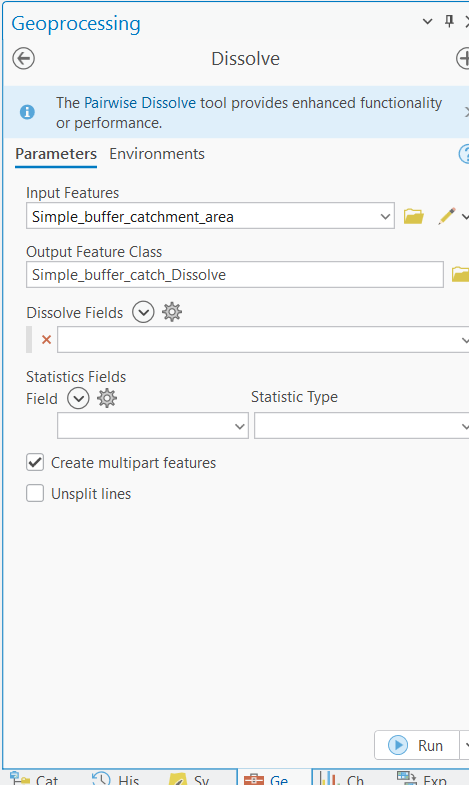 Geoprocessing
Dissolve
The Pairwise Dissolve tool provides enhanced functionality
or performance.
Parameters Environments
Input Features
Simple_buffer_catchment_area
Output Feature Class
Simple_buffer_catch_Dissolve
Dissolve Fields
Statistics Fields
Field Statistic Type
Create multipart features
Unsplit lines
Run
Cat His Sy Ge Ch Exp